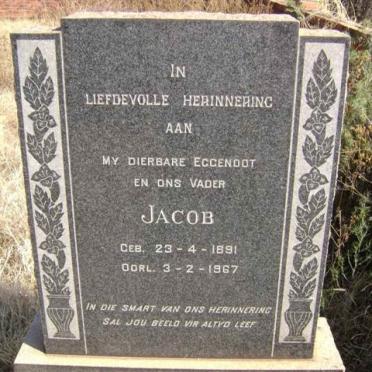 IN
LIEFDEVOLLE HERINNERING
AAN
MY DIERBARE EGGENOOT
EN ONS VADER
JACOB
GEB. 23-4-1891
OORL. 3-2-1967
IN DIE SMART VAN ONS HERINNERING
SAL JOU BEELD VIR ALTYD LEEF